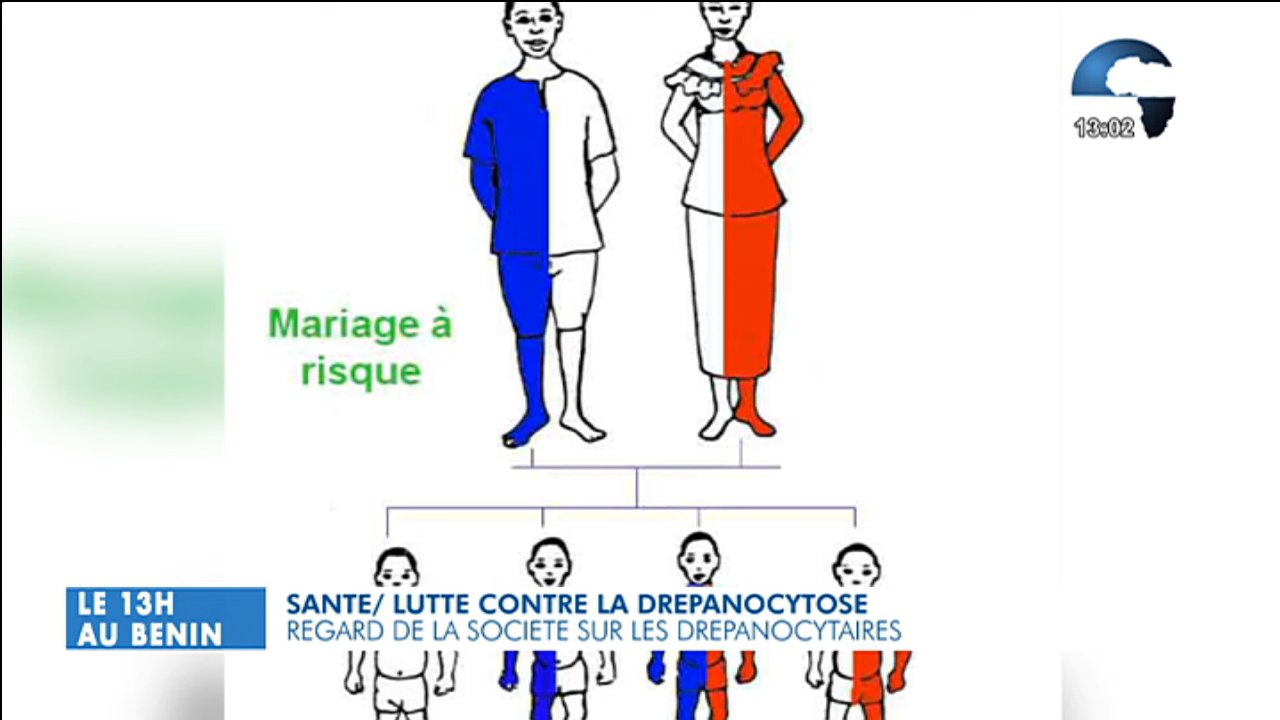 13:02
Mariage à
risque
LE 13H
AU BENIN
SANTE/ LUTTE CONTRE LA DREPANOCYTOSE
REGARD DE LA SOCIETE SUR LES DREPANOCYTAIRES